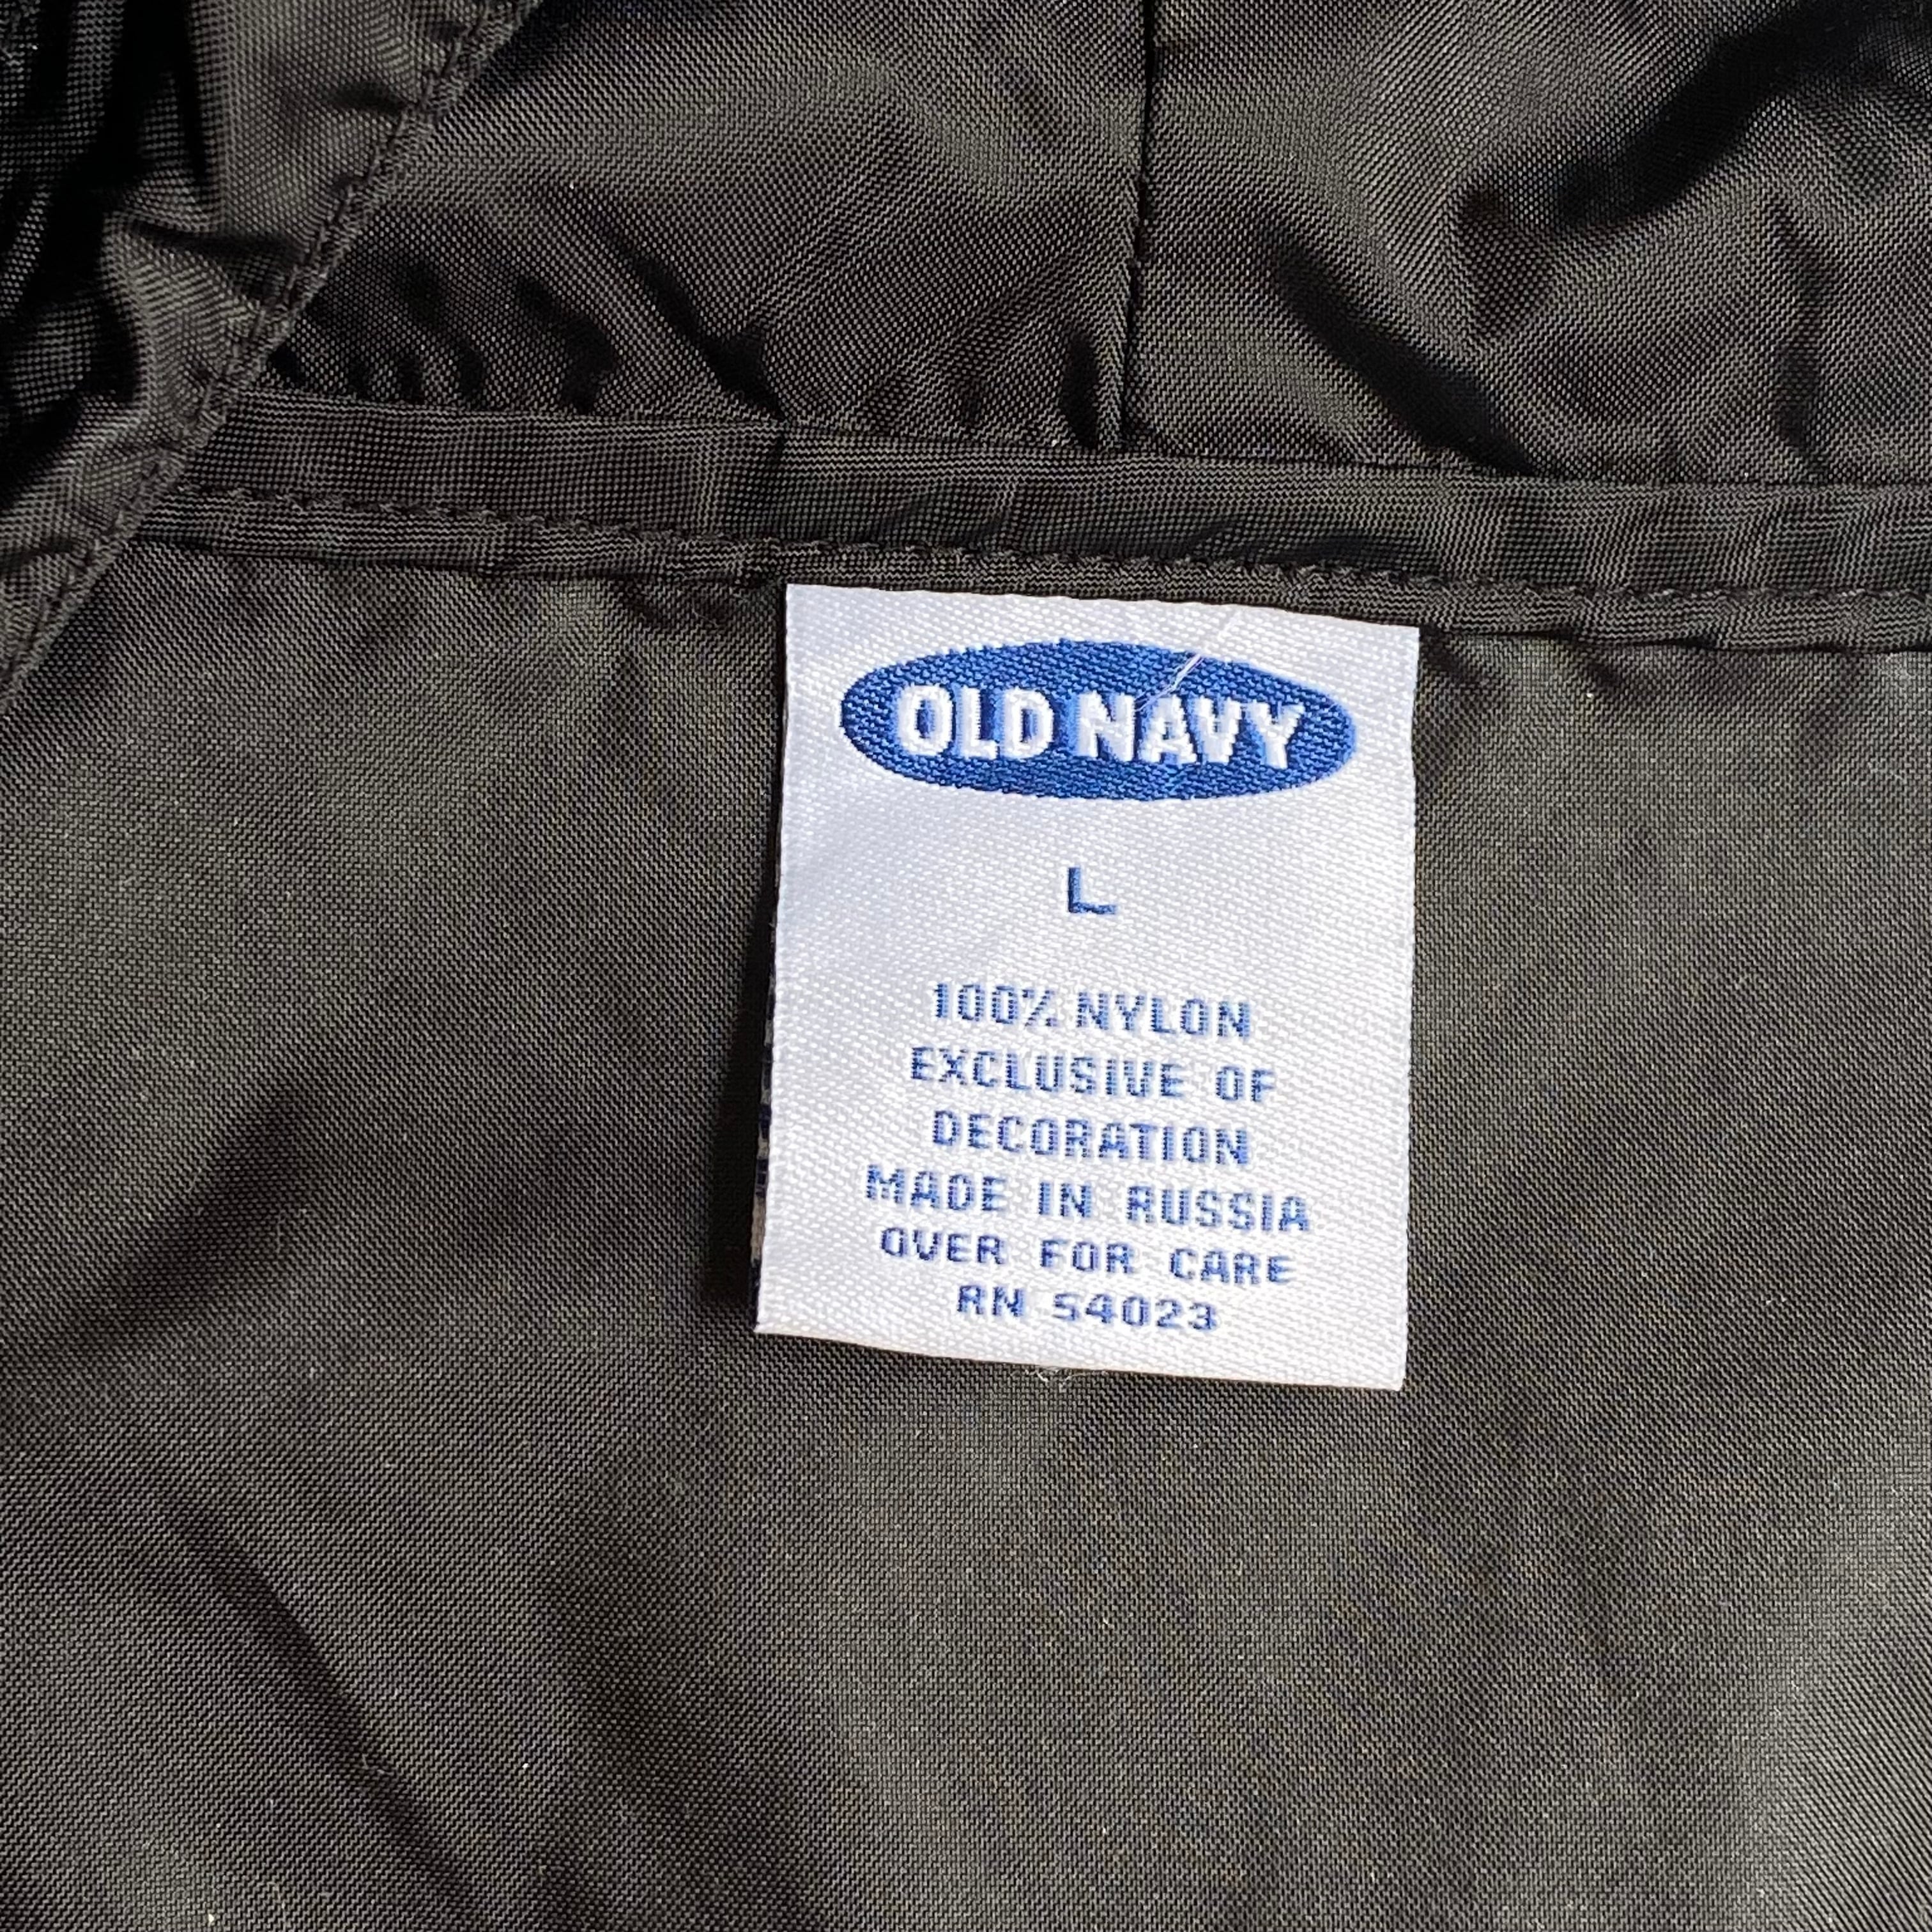 OLD NAVY
L
100% NYLON
EXCLUSIVE OF
DECORATION
MADE IN RUSSIA
OVER FOR CARE
RN 54023